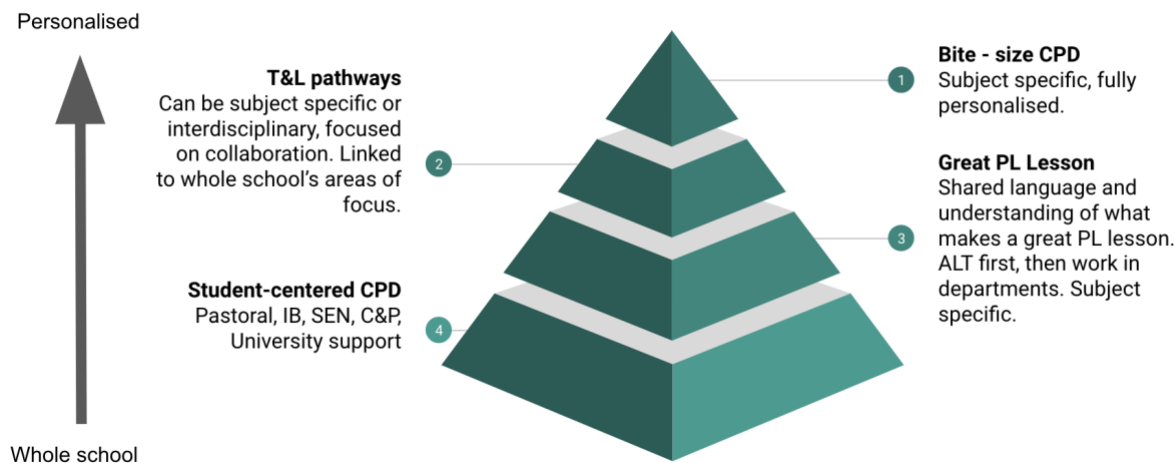 Personalised
T&L pathways
Can be subject specific or
interdisciplinary, focused
on collaboration. Linked
to whole school's areas of
focus.
2
Student-centered CPD
Pastoral, IB, SEN, C&P,
University support
4
1
Bite - size CPD
Subject specific, fully
personalised.
3
Great PL Lesson
Shared language and
understanding of what
makes a great PL lesson.
ALT first, then work in
departments. Subject
specific.
Whole school